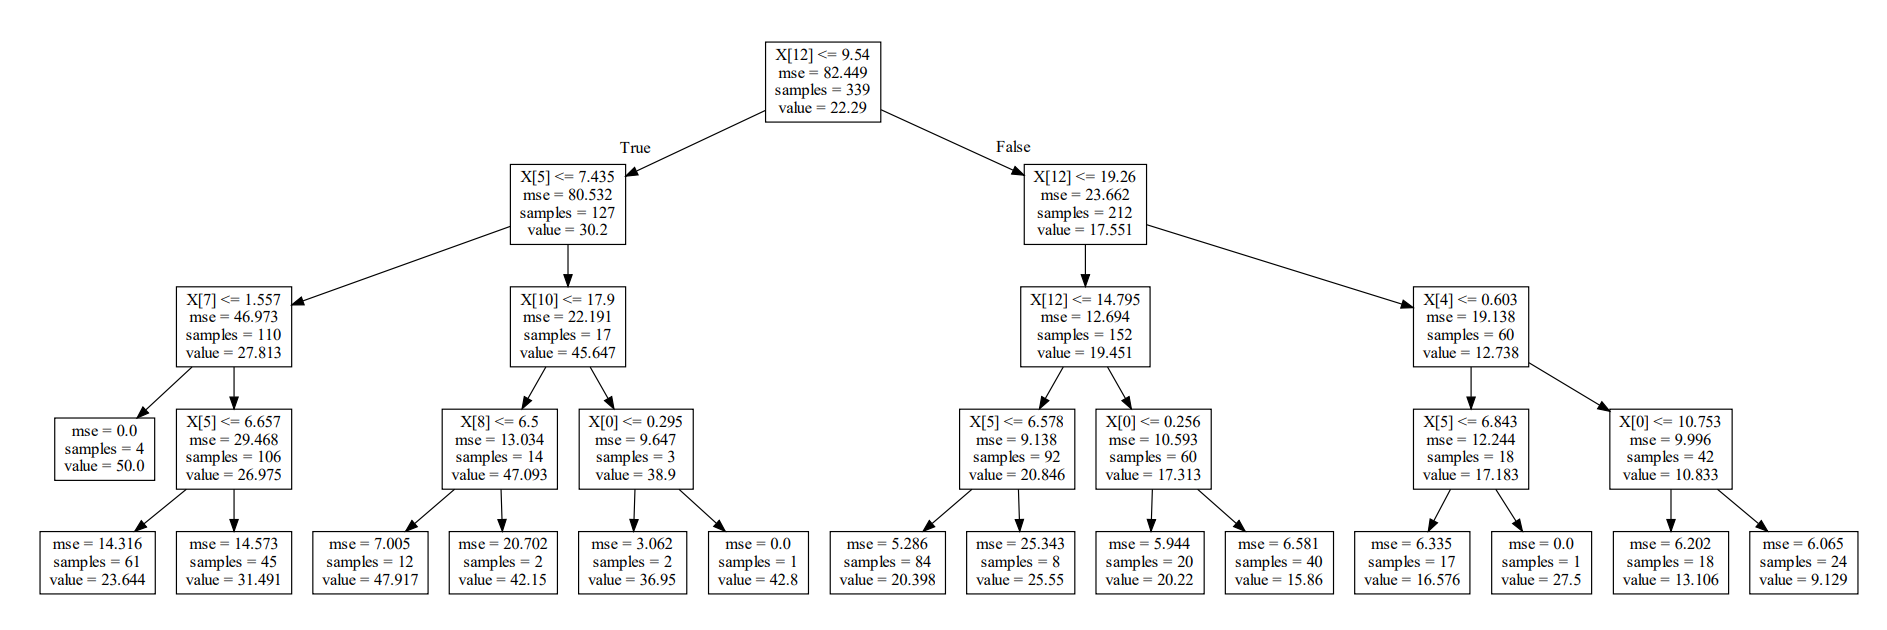 X[12] <= 9.54
mse = 82.449
samples = 339
value = 22.29
True
False
X[5] <= 7.435
mse = 80.532
samples = 127
value = 30.2
X[12] <= 19.26
mse = 23.662
samples = 212
value = 17.551
X[7] <= 1.557
mse = 46.973
samples = 110
value = 27.813
X[10] <= 17.9
mse = 22.191
samples = 17
value = 45.647
X[12] <= 14.795
mse = 12.694
samples = 152
value = 19.451
X[4] <= 0.603
mse = 19.138
samples = 60
value = 12.738
mse = 0.0
samples = 4
value = 50.0
X[5] <= 6.657
mse = 29.468
samples = 106
value = 26.975
X[8] <= 6.5
mse = 13.034
samples = 14
value = 47.093
X[0] <= 0.295
mse = 9.647
samples = 3
value = 38.9
X[5] <= 6.578
mse = 9.138
samples = 92
value = 20.846
X[0] <= 0.256
mse = 10.593
samples = 60
value = 17.313
X[5] <= 6.843
mse = 12.244
samples = 18
value = 17.183
X[0] <= 10.753
mse = 9.996
samples = 42
value = 10.833
mse = 14.316
samples = 61
value = 23.644
mse = 14.573
samples = 45
value = 31.491
mse = 7.005
samples = 12
value = 47.917
mse = 20.702
samples = 2
value = 42.15
mse = 3.062
samples = 2
value = 36.95
mse = 0.0
samples = 1
value = 42.8
mse = 5.286
samples = 84
value = 20.398
mse = 25.343
samples = 8
value = 25.55
mse = 5.944
samples = 20
value = 20.22
mse = 6.581
samples = 40
value = 15.86
mse = 6.335
samples = 17
value = 16.576
mse = 0.0
samples = 1
value = 27.5
mse = 6.202
samples = 18
value = 13.106
mse = 6.065
samples = 24
value = 9.129